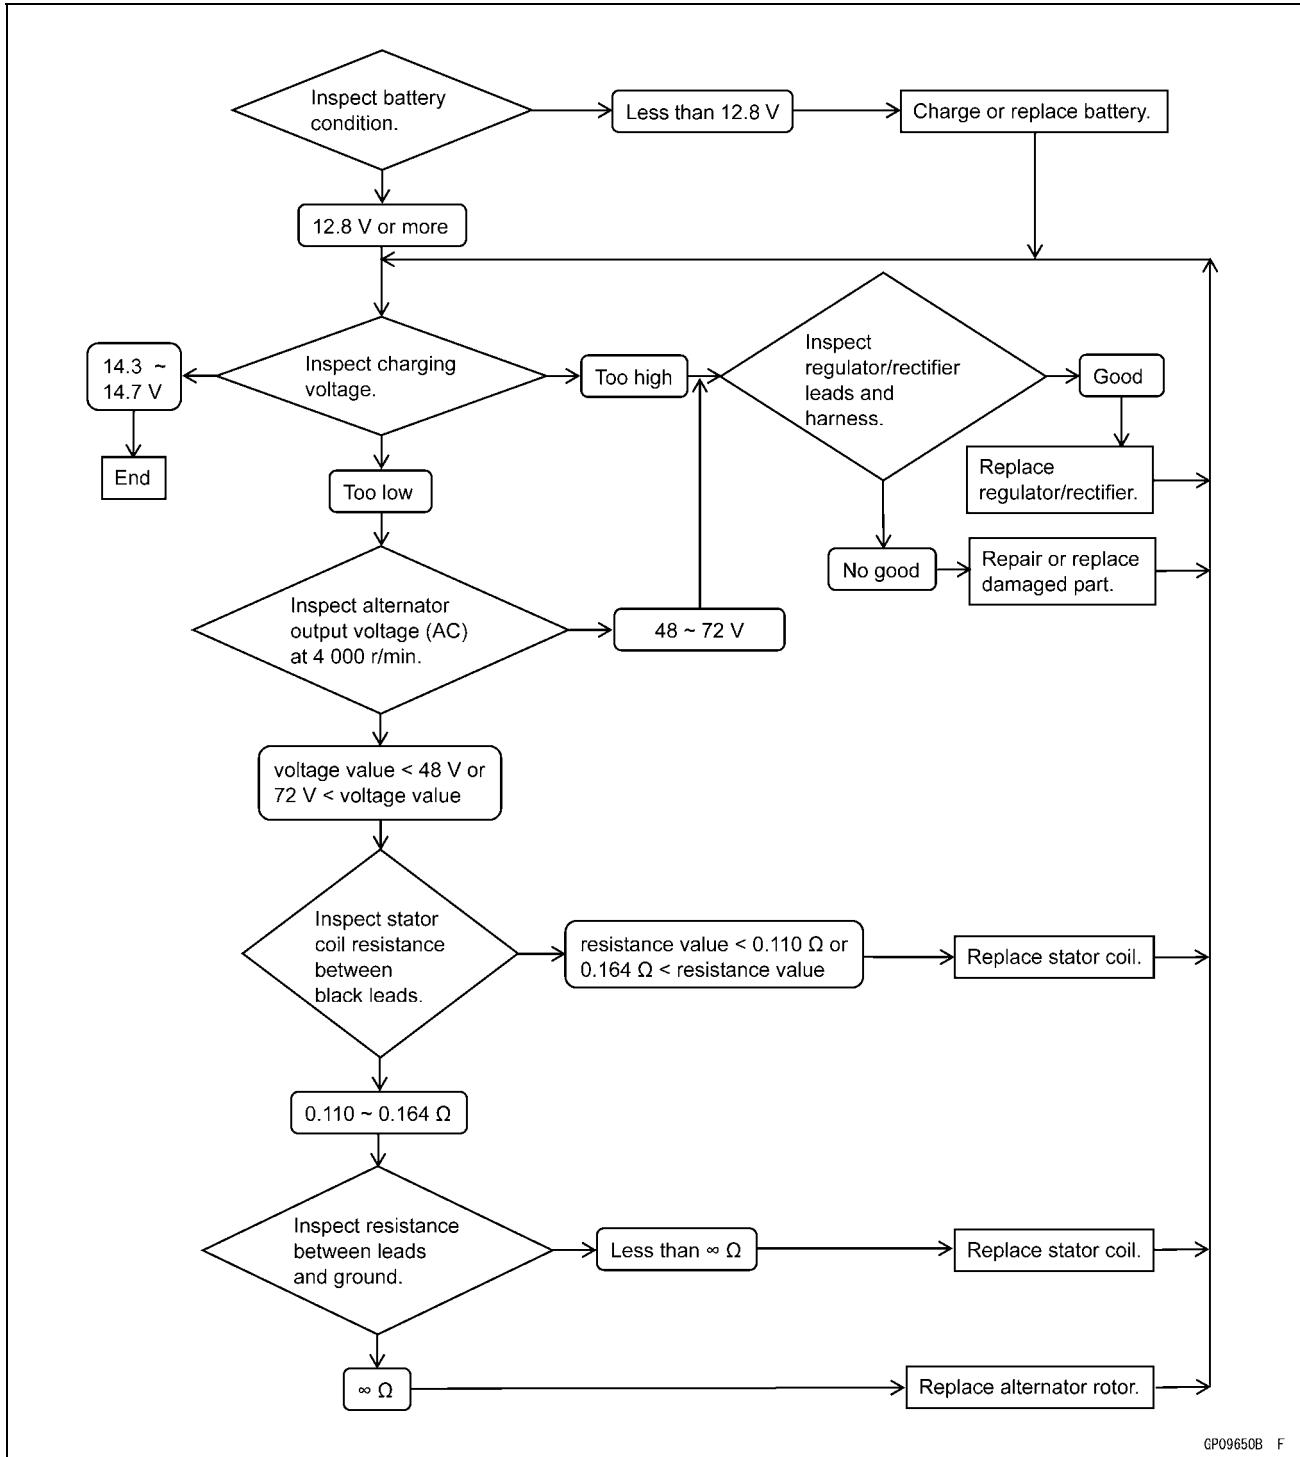 Inspect battery
condition.
Less than 12.8 V
Charge or replace battery.
12.8 V or more
14.3 ~
14.7 V
Inspect charging
voltage.
Too high
Inspect
regulator/rectifier
leads and
harness.
Good
End
Too low
Replace
regulator/rectifier.
No good
Repair or replace
damaged part.
Inspect alternator
output voltage (AC)
at 4 000 r/min.
48 ~ 72 V
voltage value < 48 V or
72 V < voltage value
Inspect stator
coil resistance
between
black leads.
resistance value < 0.110 Ω or
0.164 Ω < resistance value
Replace stator coil.
0.110 ~ 0.164 Ω
Inspect resistance
between leads
and ground.
Less than ∞ Ω
Replace stator coil.
∞ Ω
Replace alternator rotor.
GP09650B F